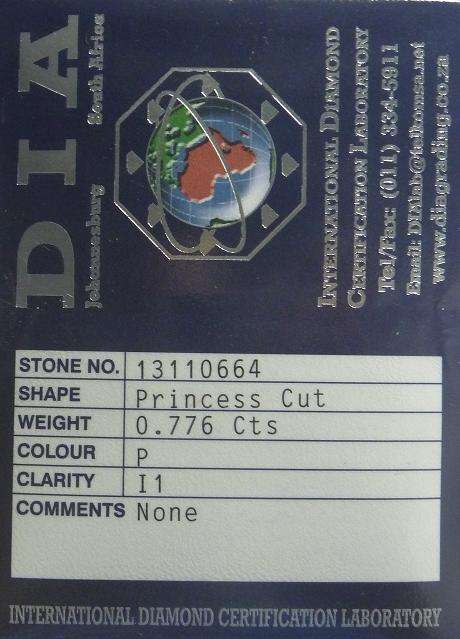 DIA
Johannesburg South Africa
INTERNATIONAL DIAMOND
CERTIFICATION LABORATORY
Tel/Fax: (011) 334-5911
Email: DIAlab@telkomsa.net
www.diagrading.co.za
STONE NO. 13110664
SHAPE Princess Cut
WEIGHT 0.776 Cts
COLOUR P
CLARITY I1
COMMENTS None
INTERNATIONAL DIAMOND CERTIFICATION LABORATORY